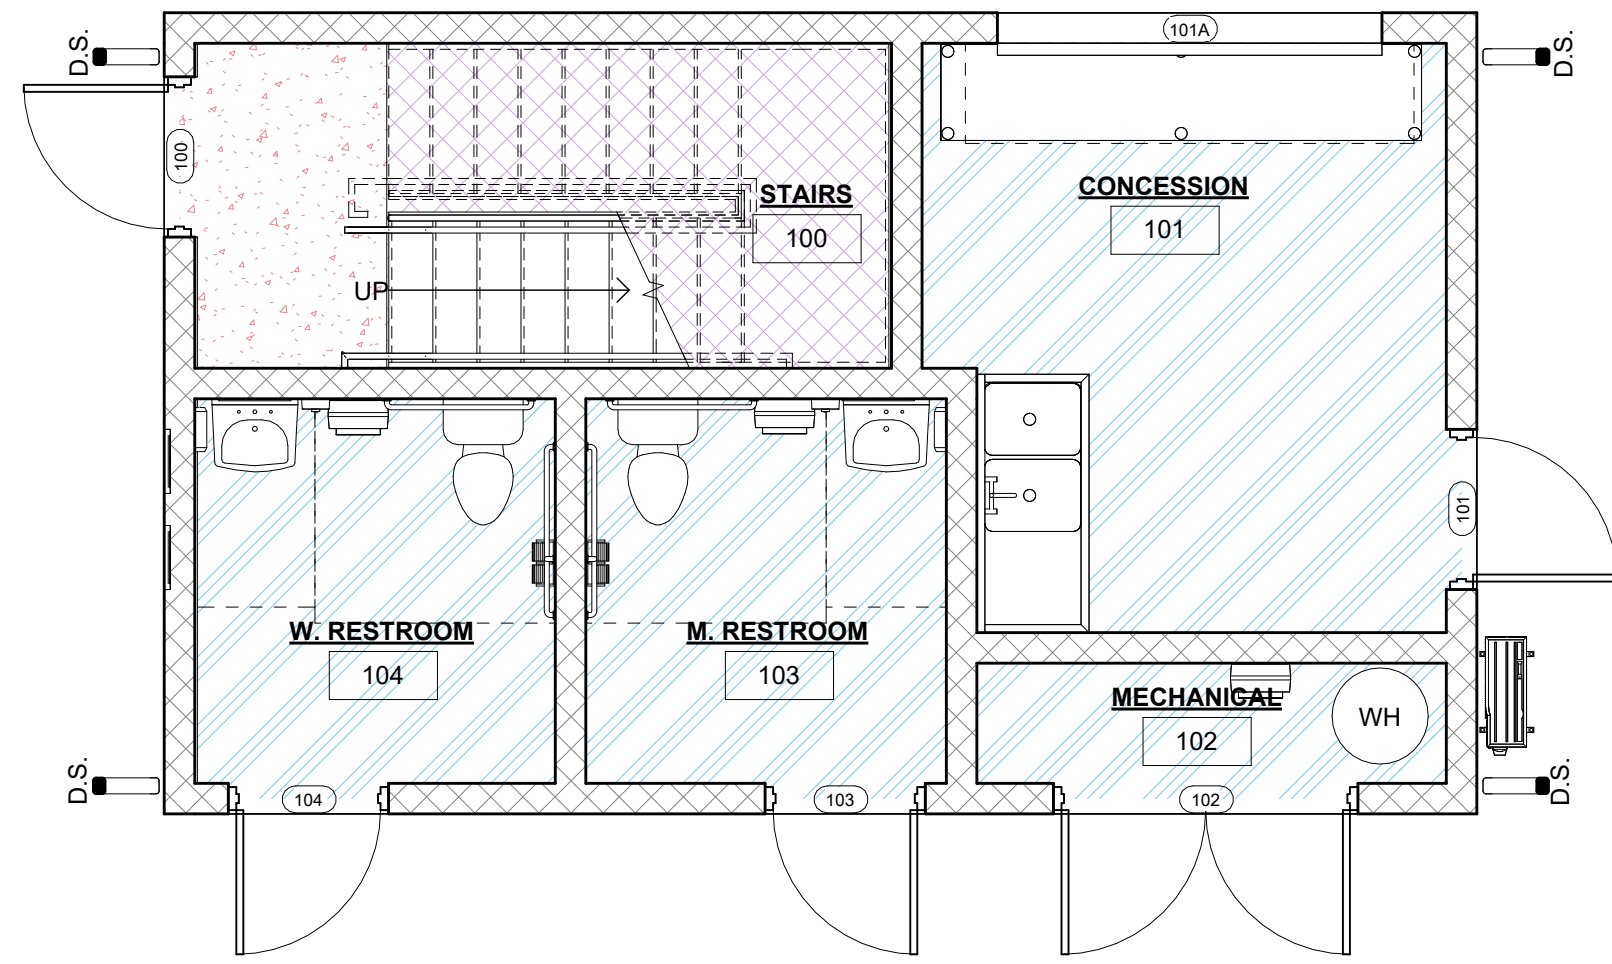 D.S.
101A
D.S.
100
STAIRS
100
CONCESSION
101
UP
101
W. RESTROOM
104
M. RESTROOM
103
MECHANICAL
102
WH
D.S.
104
103
102
D.S.